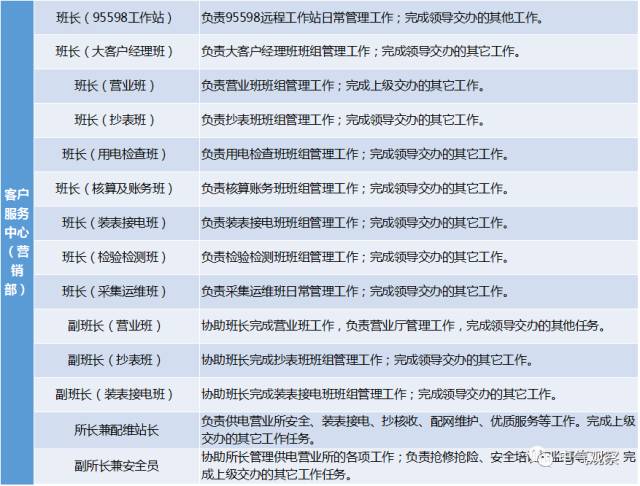 客户
服务
中心
（营
销
部）
班长（95598工作站）
负责95598远程工作站日常管理工作；完成领导交办的其他工作。
班长（大客户经理班）
负责大客户经理班班组管理工作；完成领导交办的其它工作。
班长（营业班）
负责营业班班组管理工作；完成上级交办的其它工作。
班长（抄表班）
负责抄表班班组管理工作；完成领导交办的其它工作。
班长（用电检查班）
负责用电检查班班组管理工作；完成领导交办的其它工作。
班长（核算及账务班）
负责核算账务班班组管理工作；完成领导交办的其它工作。
班长（装表接电班）
负责装表接电班班组管理工作；完成领导交办的其它工作。
班长（检验检测班）
负责检验检测班班组管理工作；完成领导交办的其它工作。
班长（采集运维班）
负责采集运维班日常管理工作；完成领导交办的其它工作。
副班长（营业班）
协助班长完成营业班工作，负责营业厅管理工作，完成领导交办的其他任务。
副班长（抄表班）
协助班长完成抄表班班组管理工作；完成领导交办的其它工作。
副班长（装表接电班）
协助班长完成装表接电班班组管理工作；完成领导交办的其它工作。
所长兼配维站长
负责供电营业所安全、装表接电、抄核收、配网维护、优质服务等工作。完成上级
交办的其它工作任务。
副所长兼安全员
协助所长管理供电营业所的各项工作；负责抢修抢险、安全培训 完
成上级交办的其它工作任务。
电气观察